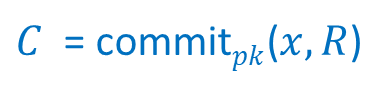 C = commit_pk(x, R)